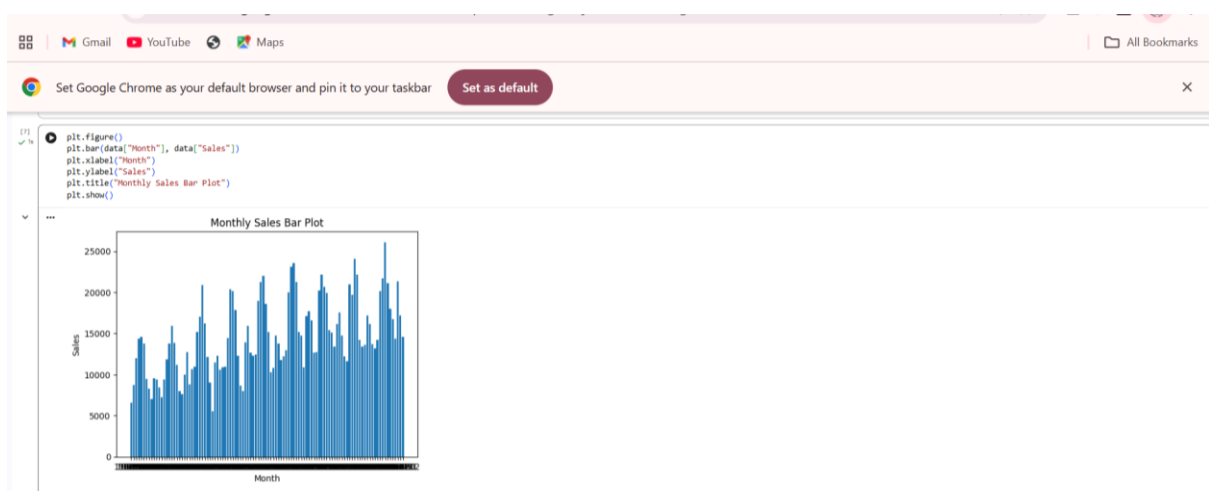 Gmail YouTube Maps All Bookmarks
Set Google Chrome as your default browser and pin it to your taskbar Set as default
[7]
plt.figure()
1s plt.bar(data["Month"], data["Sales"])
plt.xlabel("Month")
plt.ylabel("Sales")
plt.title("Monthly Sales Bar Plot")
plt.show()
...
Monthly Sales Bar Plot
25000
20000
15000
10000
5000
0
Sales
Month